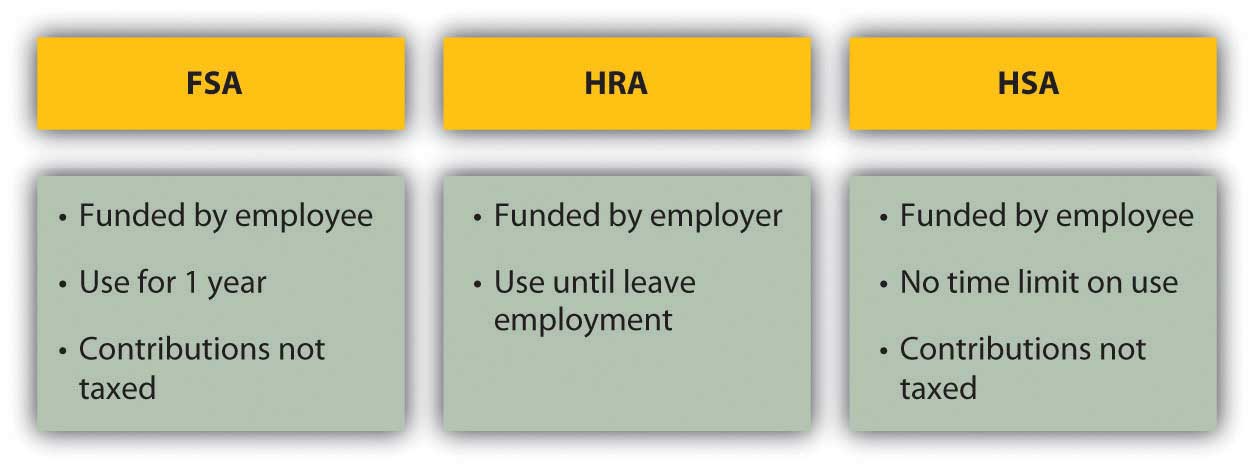 FSA
• Funded by employee
• Use for 1 year
• Contributions not
taxed
HRA
• Funded by employer
• Use until leave
employment
HSA
• Funded by employee
• No time limit on use
• Contributions not
taxed